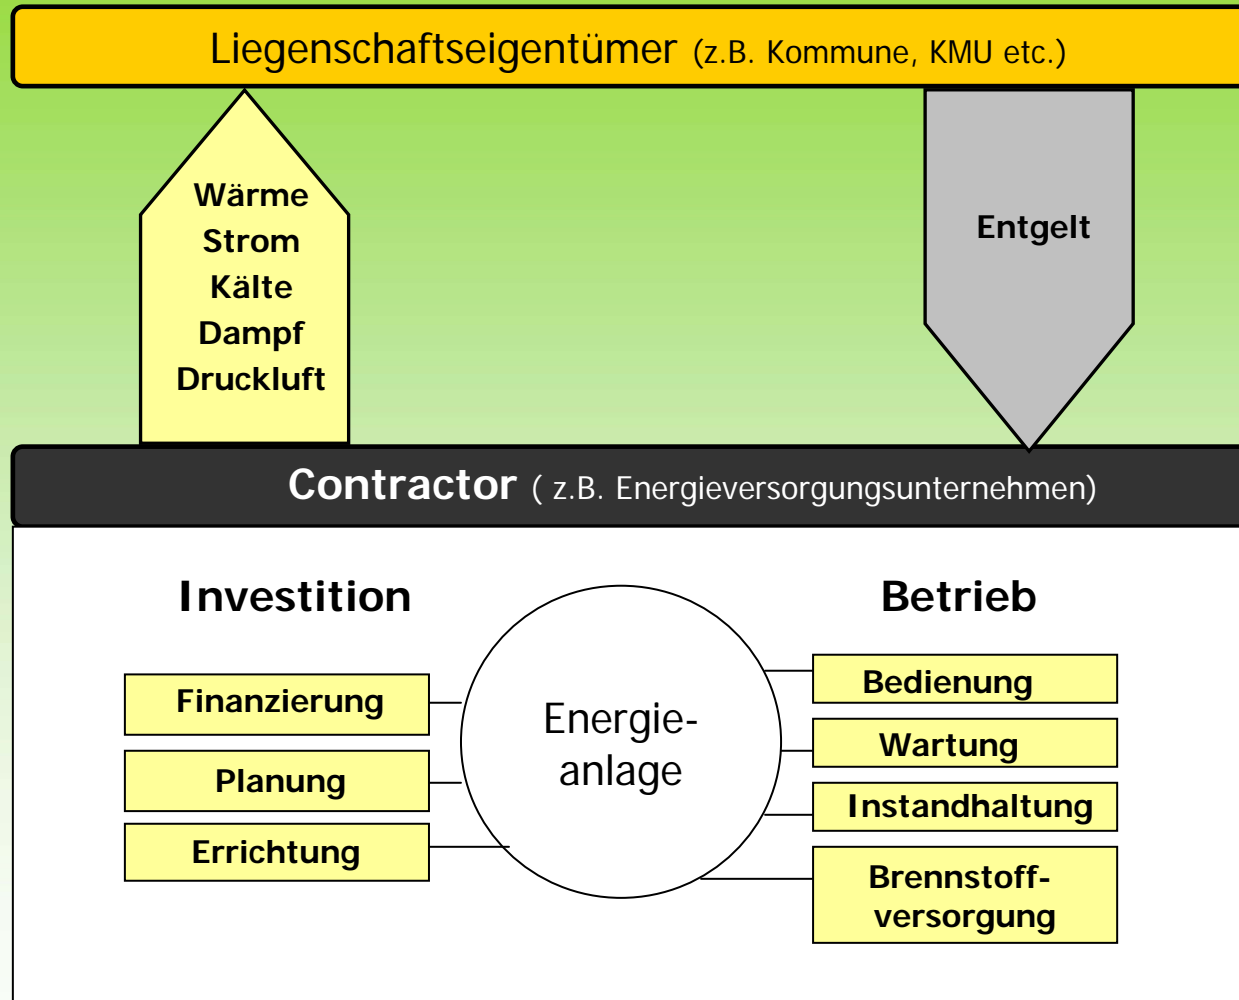 Liegenschaftseigentümer (z.B. Kommune, KMU etc.)
Wärme
Strom
Kälte
Dampf
Druckluft
Entgelt
Contractor ( z.B. Energieversorgungsunternehmen)
Investition
Finanzierung
Planung
Errichtung
Energie-
anlage
Betrieb
Bedienung
Wartung
Instandhaltung
Brennstoff-
versorgung